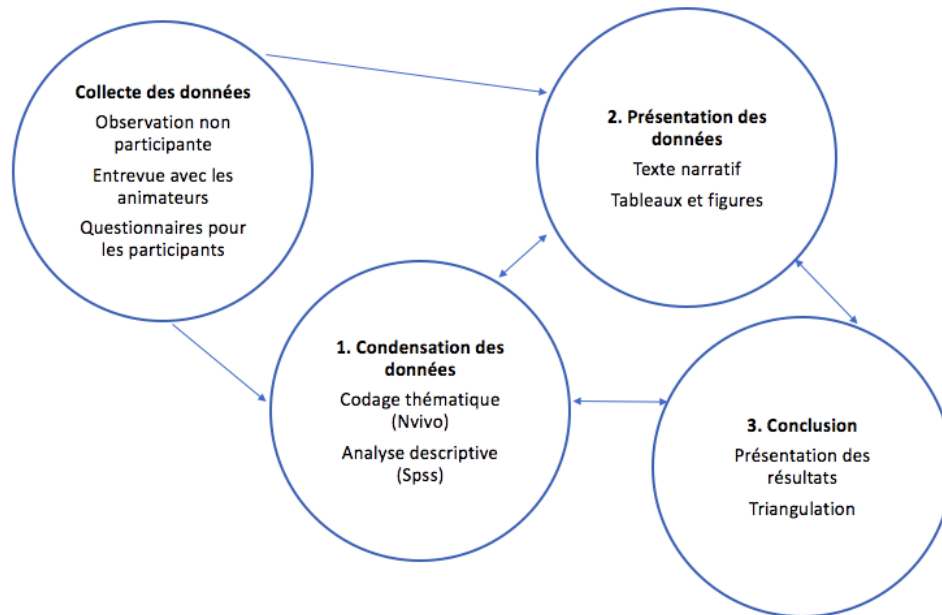 Collecte des données
Observation non
participante
Entrevue avec les
animateurs
Questionnaires pour
les participants
2. Présentation des
données
Texte narratif
Tableaux et figures
1. Condensation des
données
Codage thématique
(Nvivo)
Analyse descriptive
(Spss)
3. Conclusion
Présentation des
résultats
Triangulation